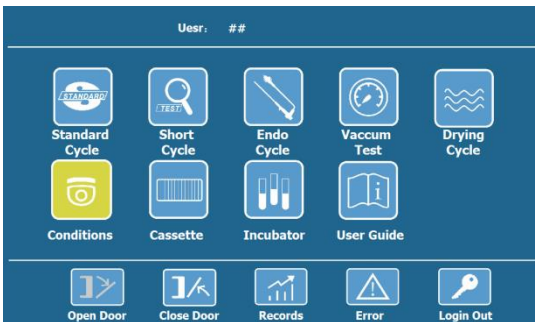 Uesr: ##
STANDARD
TEST
i
Standard Short Endo Vaccum Drying
Cycle Cycle Cycle Test Cycle
Conditions Cassette Incubator User Guide
Open Door Close Door Records Error Login Out